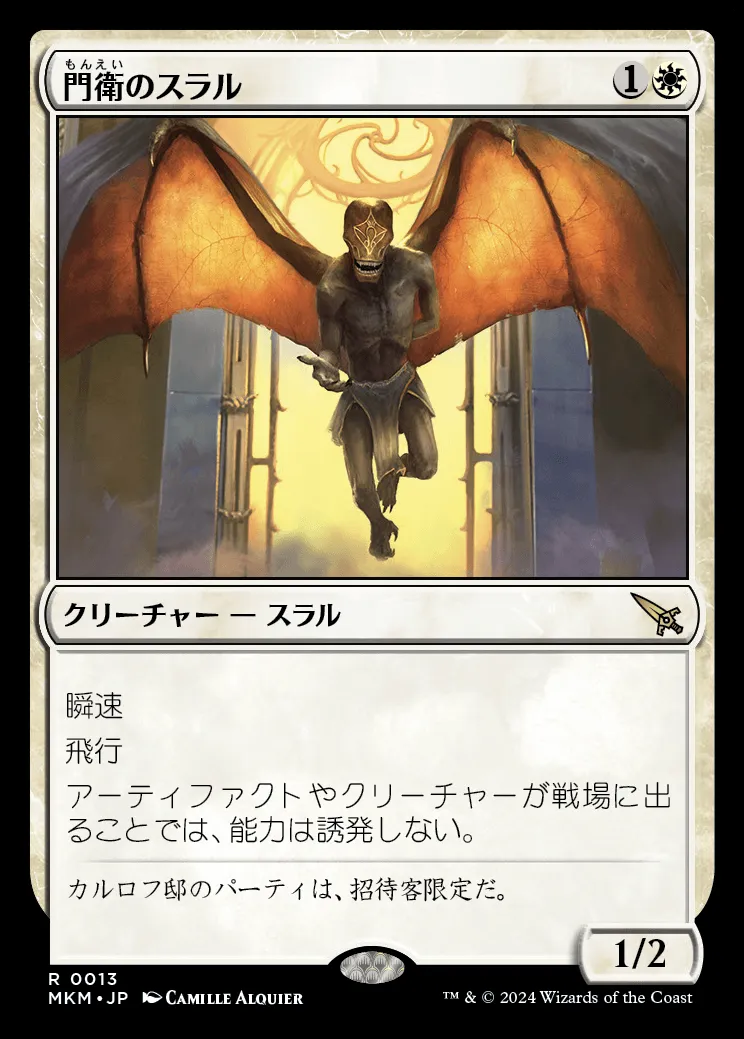 もんえい
門衛のスラル
1
クリーチャー — スラル
瞬速
飛行
アーティファクトやクリーチャーが戦場に出
ることでは、能力は誘発しない。
カルロフ邸のパーティは、招待客限定だ。
1/2
R 0013
MKM • JP CAMILLE ALQUIER
™ & © 2024 Wizards of the Coast